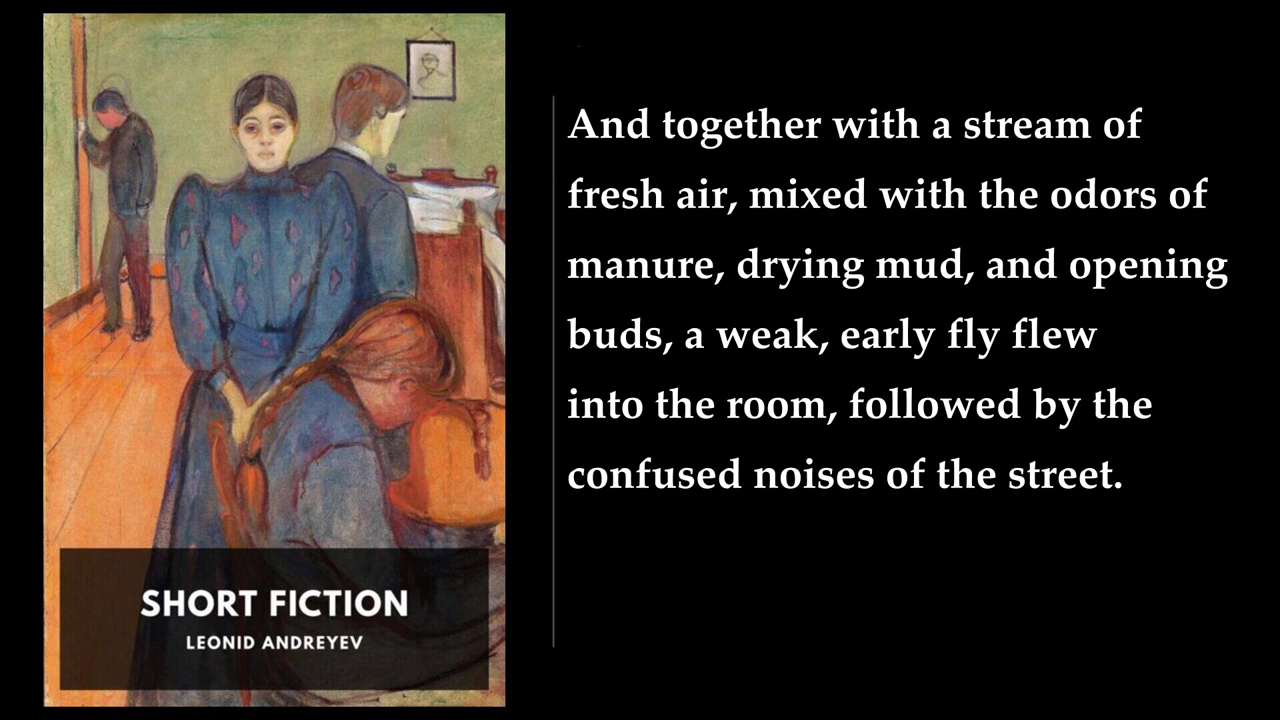 And together with a stream of
fresh air, mixed with the odors of
manure, drying mud, and opening
buds, a weak, early fly flew
into the room, followed by the
confused noises of the street.
SHORT FICTION
LEONID ANDREYEV